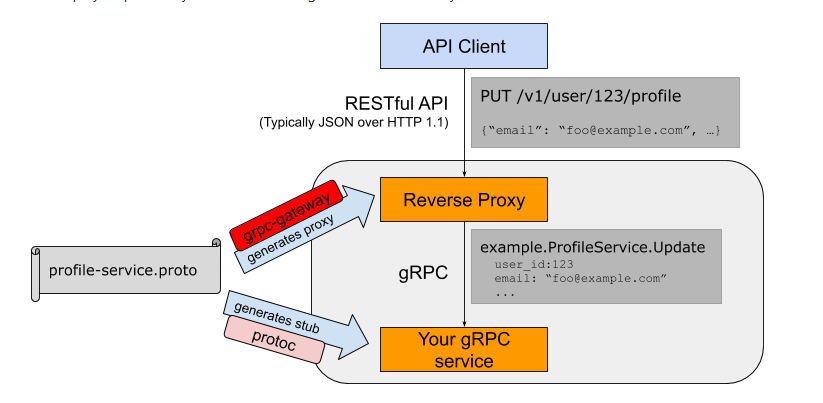 API Client
RESTful API
(Typically JSON over HTTP 1.1)
PUT /v1/user/123/profile
{“email”: “foo@example.com”, …}
Reverse Proxy
grpc-gateway
generates proxy
profile-service.proto
gRPC
example.ProfileService.Update
user_id:123
email: “foo@example.com”
...
generates stub
protoc
Your gRPC
service